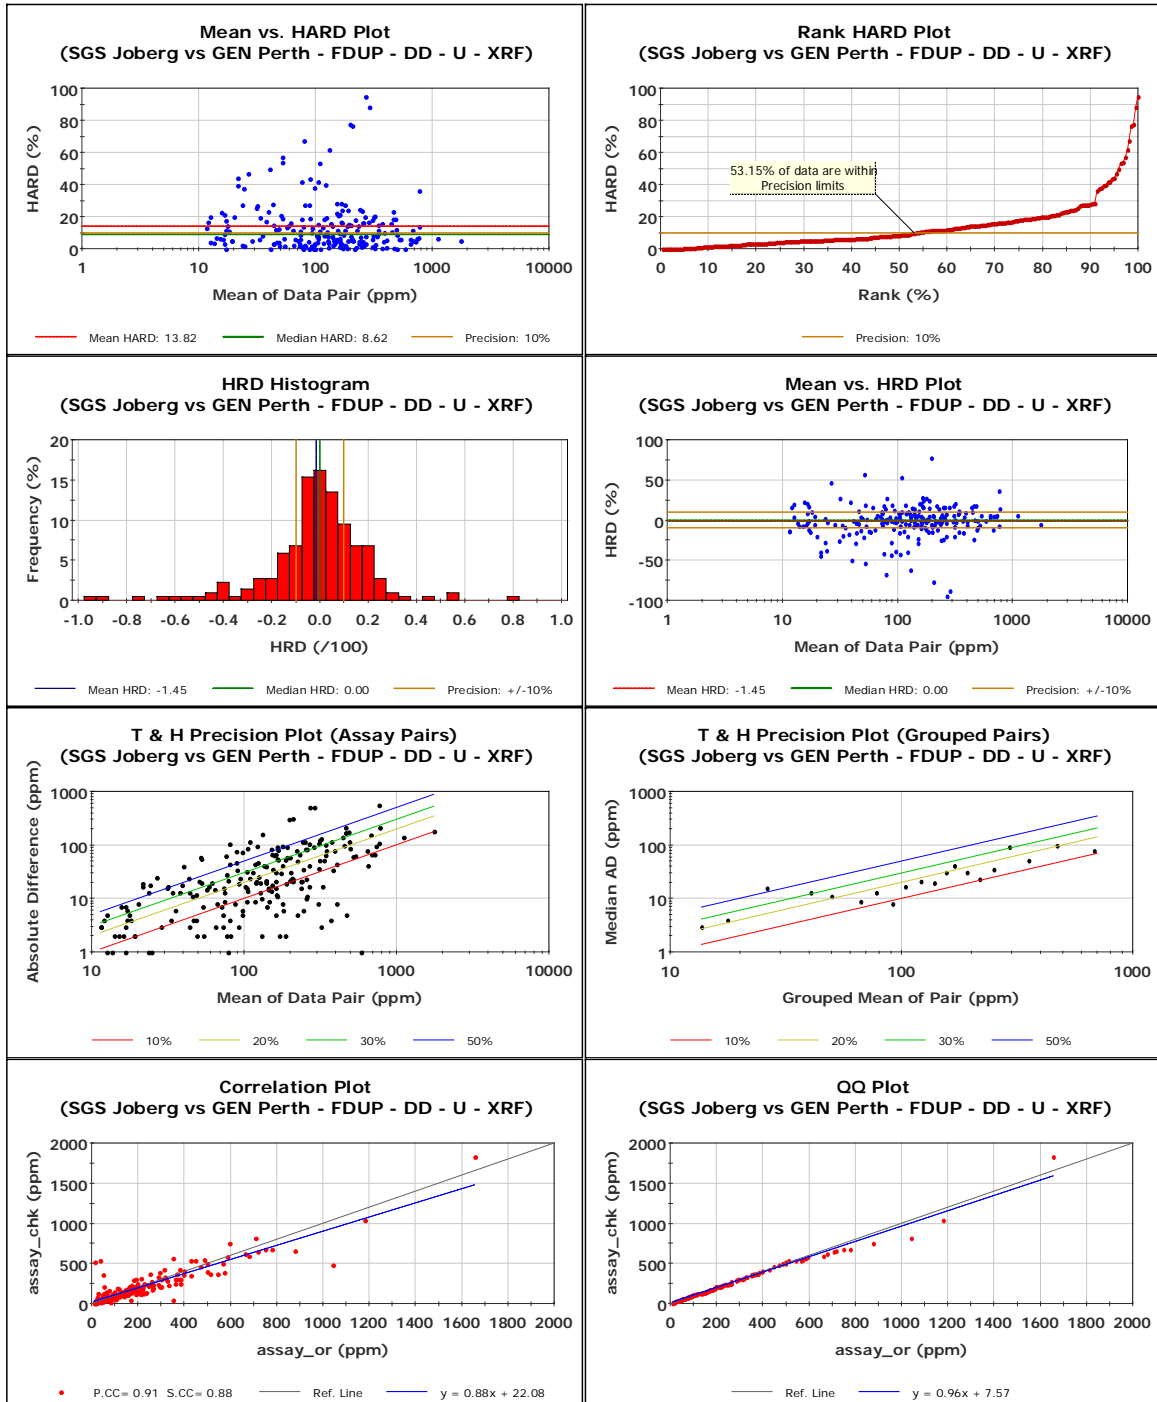 Mean vs. HARD Plot
(SGS Joberg vs GEN Perth - FDUP - DD - U - XRF)
HARD (%)
100
80
60
40
20
0
1 10 100 1000 10000
Mean of Data Pair (ppm)
Mean HARD: 13.82 Median HARD: 8.62 Precision: 10%
Rank HARD Plot
(SGS Joberg vs GEN Perth - FDUP - DD - U - XRF)
HARD (%)
100
80
60
40
20
0
53.15% of data are within
Precision limits
0 10 20 30 40 50 60 70 80 90 100
Rank (%)
Precision: 10%
HRD Histogram
(SGS Joberg vs GEN Perth - FDUP - DD - U - XRF)
Frequency (%)
20
15
10
5
0
-1.0 -0.8 -0.6 -0.4 -0.2 0.0 0.2 0.4 0.6 0.8 1.0
HRD (/100)
Mean HRD: -1.45 Median HRD: 0.00 Precision: +/-10%
Mean vs. HRD Plot
(SGS Joberg vs GEN Perth - FDUP - DD - U - XRF)
HRD (%)
100
50
0
-50
-100
1 10 100 1000 10000
Mean of Data Pair (ppm)
Mean HRD: -1.45 Median HRD: 0.00 Precision: +/-10%
T & H Precision Plot (Assay Pairs)
(SGS Joberg vs GEN Perth - FDUP - DD - U - XRF)
Absolute Difference (ppm)
1000
100
10
1
10 100 1000 10000
Mean of Data Pair (ppm)
10% 20% 30% 50%
T & H Precision Plot (Grouped Pairs)
(SGS Joberg vs GEN Perth - FDUP - DD - U - XRF)
Median AD (ppm)
1000
100
10
1
10 100 1000
Grouped Mean of Pair (ppm)
10% 20% 30% 50%
Correlation Plot
(SGS Joberg vs GEN Perth - FDUP - DD - U - XRF)
assay_chk (ppm)
2000
1500
1000
500
0
0 200 400 600 800 1000 1200 1400 1600 1800 2000
assay_or (ppm)
P.CC= 0.91 S.CC= 0.88 Ref. Line y = 0.88x + 22.08
QQ Plot
(SGS Joberg vs GEN Perth - FDUP - DD - U - XRF)
assay_chk (ppm)
2000
1500
1000
500
0
0 200 400 600 800 1000 1200 1400 1600 1800 2000
assay_or (ppm)
Ref. Line y = 0.96x + 7.57